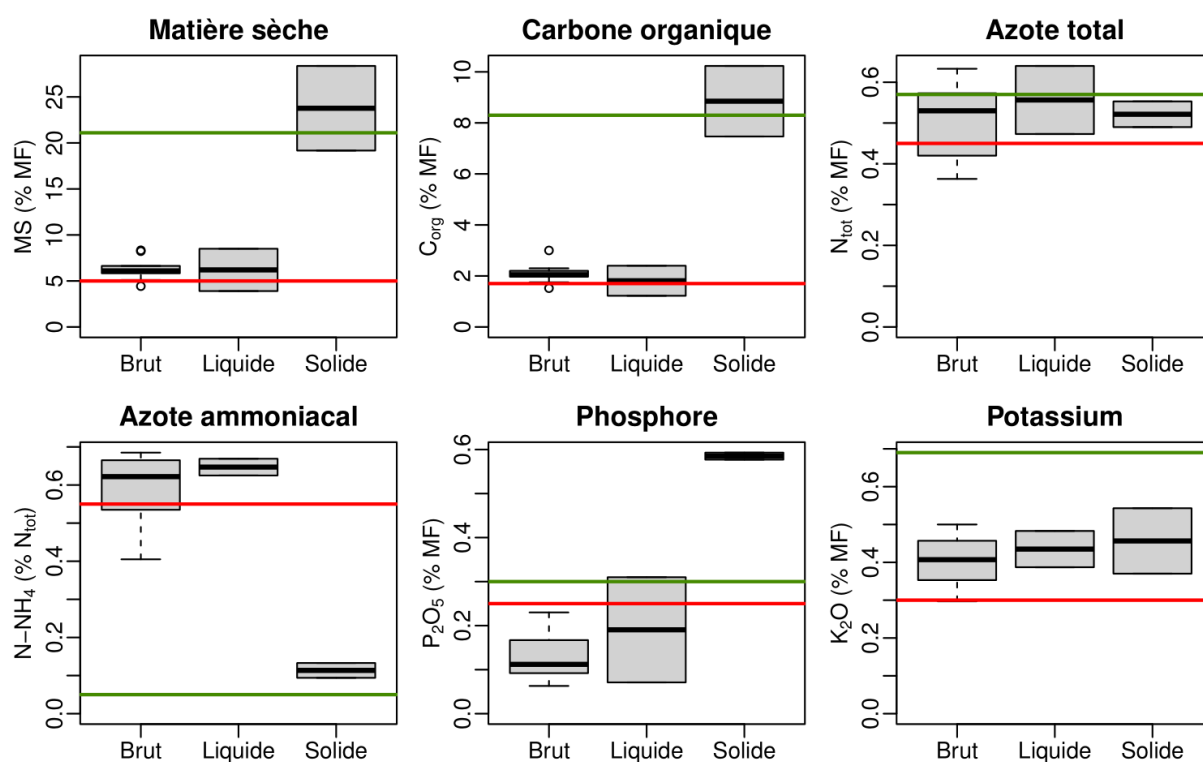 Matière sèche
MS (% MF)
25
20
15
10
5
0
Brut Liquide Solide
Carbone organique
C_org (% MF)
10
8
6
4
2
0
Brut Liquide Solide
Azote total
N_tot (% MF)
0.6
0.4
0.2
0.0
Brut Liquide Solide
Azote ammoniacal
N−NH₄ (% N_tot)
0.6
0.4
0.2
0.0
Brut Liquide Solide
Phosphore
P₂O₅ (% MF)
0.6
0.4
0.2
0.0
Brut Liquide Solide
Potassium
K₂O (% MF)
0.6
0.4
0.2
0.0
Brut Liquide Solide